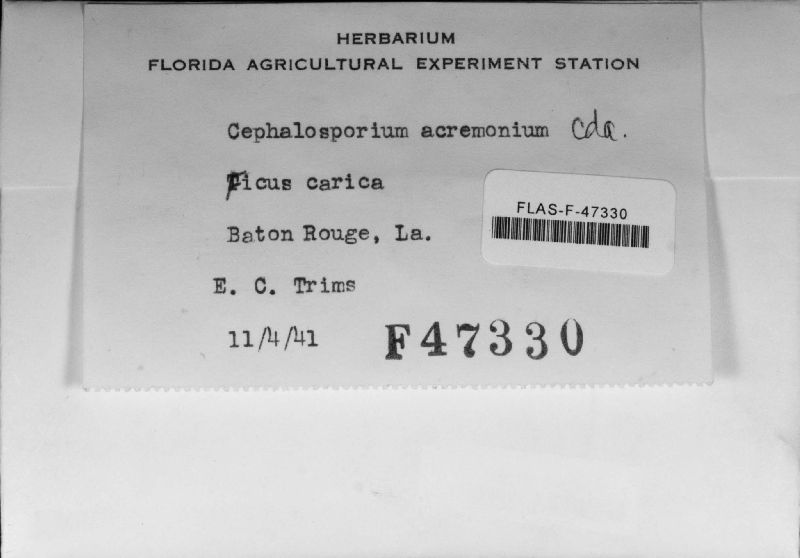 HERBARIUM
FLORIDA AGRICULTURAL EXPERIMENT STATION
Cephalosporium acremonium Cda.
Ficus carica
FLAS-F-47330
Baton Rouge, La.
E. C. Trims
11/4/41
F47330